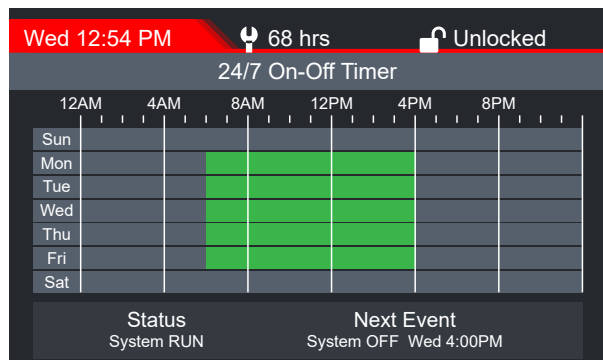 Wed 12:54 PM 68 hrs Unlocked
24/7 On-Off Timer
12AM 4AM 8AM 12PM 4PM 8PM
Sun
Mon
Tue
Wed
Thu
Fri
Sat
Status Next Event
System RUN System OFF Wed 4:00PM